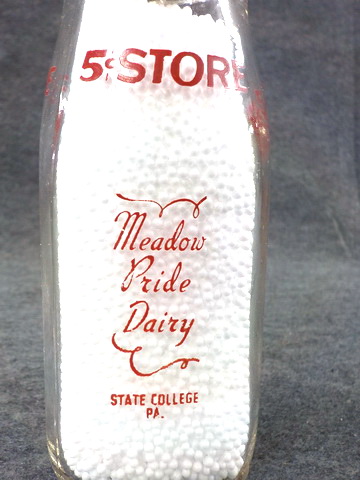 5¢ STORE
Meadow
Pride
Dairy
STATE COLLEGE
PA.